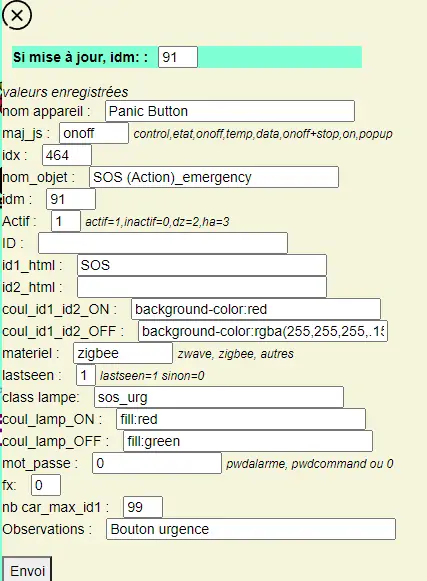 Si mise à jour, idm: : 91
valeurs enregistrées
nom appareil : Panic Button
maj_js : onoff control,etat,onoff,temp,data,onoff+stop,on,popup
idx : 464
nom_objet : SOS (Action)_emergency
idm : 91
Actif : 1 actif=1,inactif=0,dz=2,ha=3
ID :
id1_html : SOS
id2_html :
coul_id1_id2_ON : background-color:red
coul_id1_id2_OFF : background-color:rgba(255,255,255,.15
materiel : zigbee zwave, zigbee, autres
lastseen : 1 lastseen=1 sinon=0
class lampe: sos_urg
coul_lamp_ON : fill:red
coul_lamp_OFF : fill:green
mot_passe : 0 pwdalarme, pwdcommand ou 0
fx: 0
nb car_max_id1 : 99
Observations : Bouton urgence
Envoi